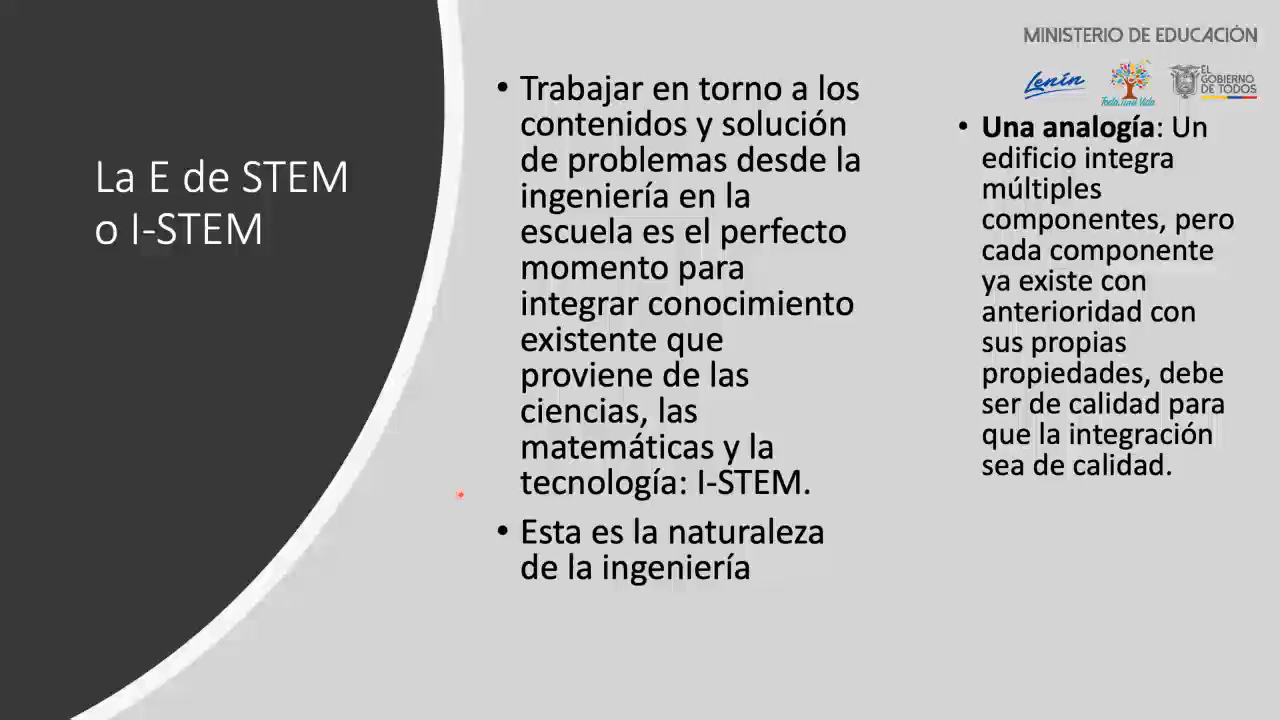 La E de STEM
o I-STEM
• Trabajar en torno a los
contenidos y solución
de problemas desde la
ingeniería en la
escuela es el perfecto
momento para
integrar conocimiento
existente que
proviene de las
ciencias, las
matemáticas y la
tecnología: I-STEM.
• Esta es la naturaleza
de la ingeniería
MINISTERIO DE EDUCACIÓN
Lenín
Toda una Vida
EL
GOBIERNO
DE TODOS
• Una analogía: Un
edificio integra
múltiples
componentes, pero
cada componente
ya existe con
anterioridad con
sus propias
propiedades, debe
ser de calidad para
que la integración
sea de calidad.